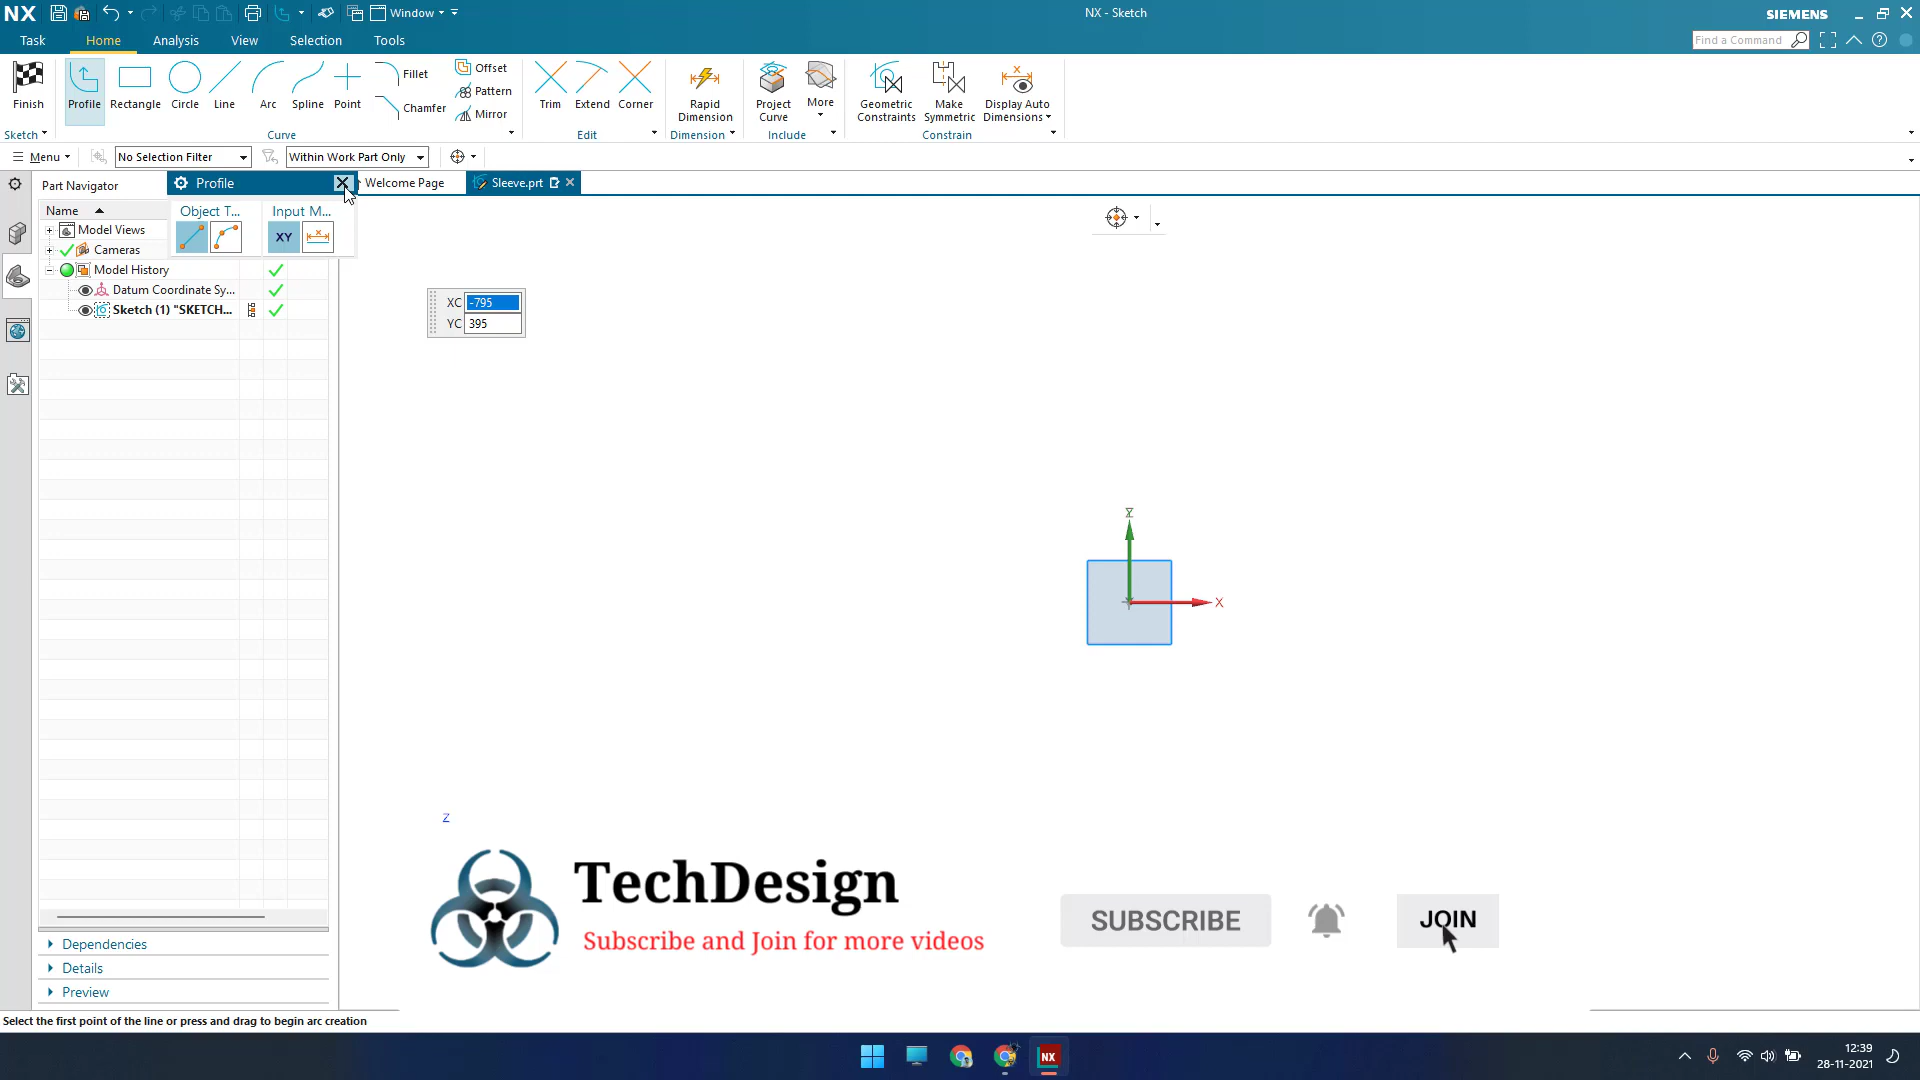 NX
Window
NX - Sketch
SIEMENS
Task
Home
Analysis
View
Selection
Tools
Find a Command
Finish
Profile
Rectangle
Circle
Line
Arc
Spline
Point
Fillet
Chamfer
Offset
Pattern
Mirror
Trim
Extend
Corner
Rapid Dimension
Project Curve
More
Geometric Constraints
Make Symmetric
Display Auto Dimensions
Sketch
Curve
Edit
Dimension
Include
Constrain
Menu
No Selection Filter
Within Work Part Only
Part Navigator
Profile
Welcome Page
Sleeve.prt
Name
Object T...
Input M...
XY
Model Views
Cameras
Model History
Datum Coordinate Sy...
Sketch (1) "SKETCH...
XC -795
YC 395
X
Z
TechDesign
Subscribe and Join for more videos
SUBSCRIBE
JOIN
Dependencies
Details
Preview
Select the first point of the line or press and drag to begin arc creation
NX
12:39
28-11-2021